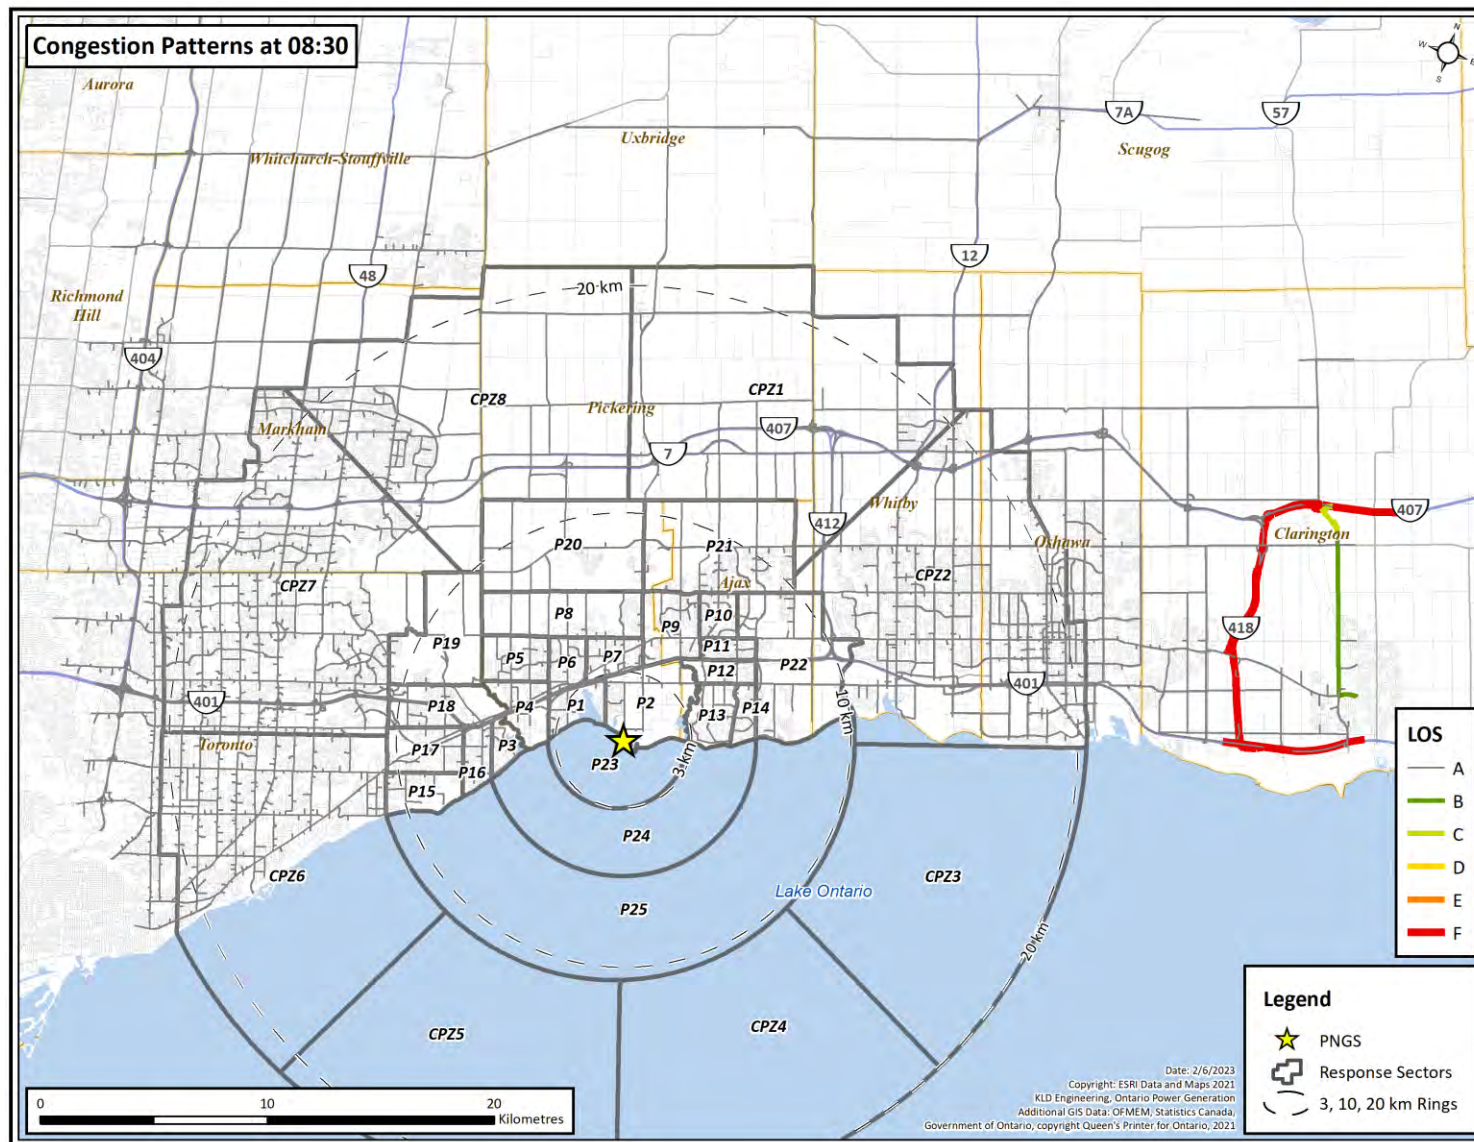 Congestion Patterns at 08:30
N
W
E
S
Aurora
7A
57
Whitchurch-Stouffville
Uxbridge
Scugog
12
48
20 km
Richmond
Hill
404
CPZ8
CPZ1
Pickering
Markham
407
7
Whitby
412
407
P20
P21
Oshawa
Clarington
CPZ7
Ajax
CPZ2
P8
P9
P10
418
P19
P11
P5
P6
P7
P12
P22
401
401
P18
P4
P1
P2
P13
P14
10 km
Toronto
P17
P3
P16
P23
3 km
P15
P24
CPZ6
Lake Ontario
CPZ3
P25
20 km
CPZ5
CPZ4
LOS
A
B
C
D
E
F
Legend
PNGS
Response Sectors
3, 10, 20 km Rings
0
10
20
Kilometres
Date: 2/6/2023
Copyright: ESRI Data and Maps 2021
KLD Engineering, Ontario Power Generation
Additional GIS Data: OFMEM, Statistics Canada,
Government of Ontario, copyright Queen's Printer for Ontario, 2021